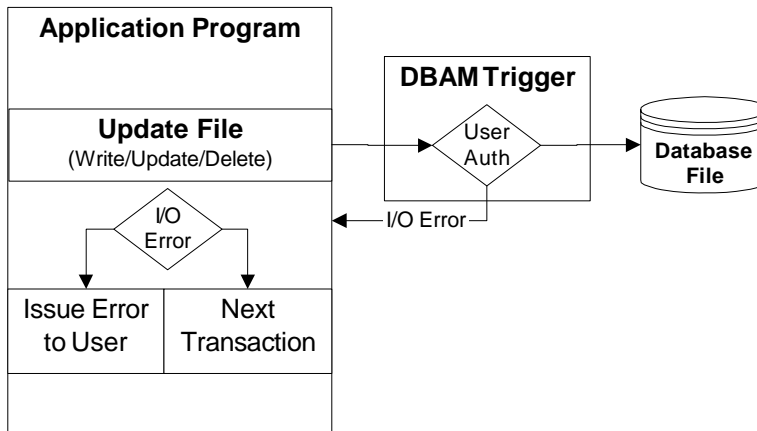 Application Program
DBAM Trigger
Update File
(Write/Update/Delete)
User
Auth
Database
File
I/O
Error
I/O Error
Issue Error
to User
Next
Transaction